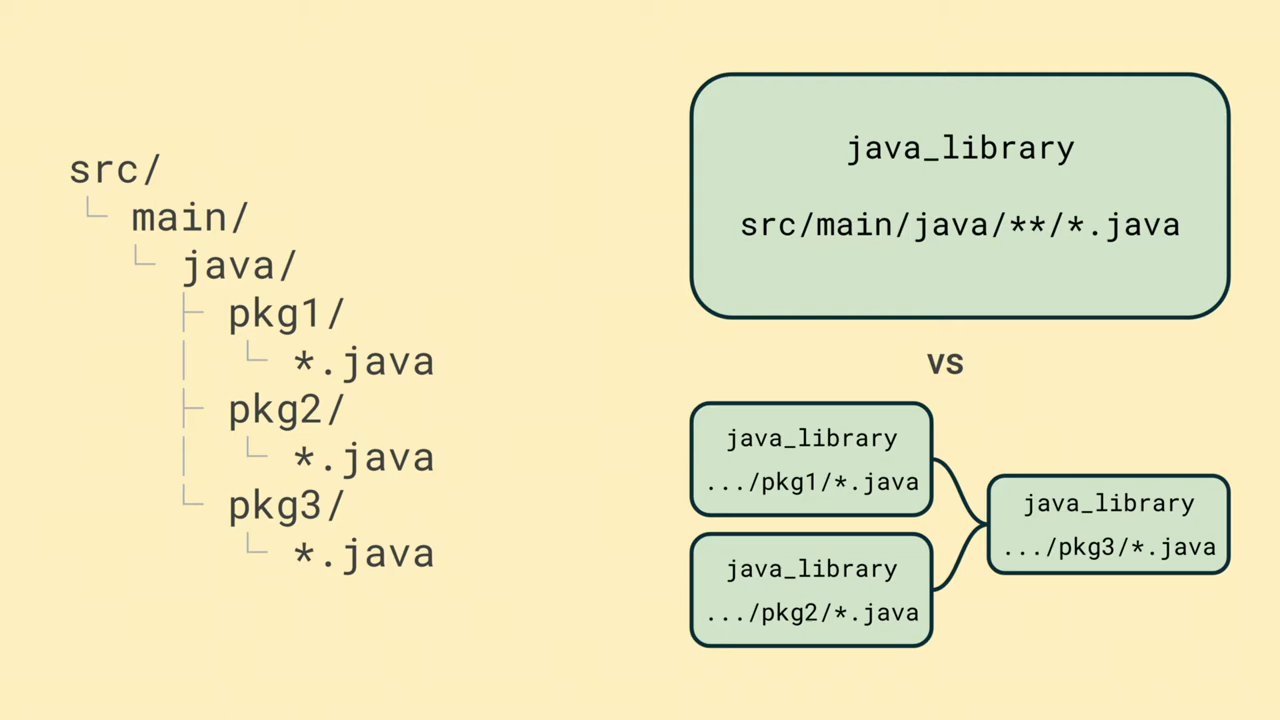 src/
main/
java/
pkg1/
*.java
pkg2/
*.java
pkg3/
*.java
java_library
src/main/java/**/*.java
vs
java_library
.../pkg1/*.java
java_library
.../pkg2/*.java
java_library
.../pkg3/*.java